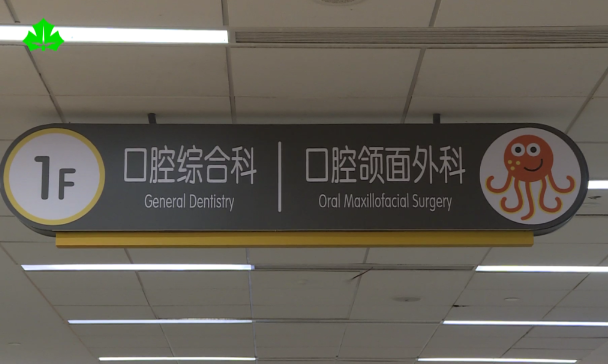 1F
口腔综合科
General Dentistry
口腔颌面外科
Oral Maxillofacial Surgery